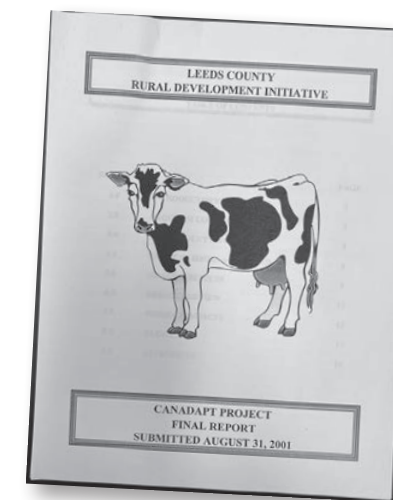 LEEDS COUNTY
RURAL DEVELOPMENT INITIATIVE
CANADAPT PROJECT
FINAL REPORT
SUBMITTED AUGUST 31, 2001